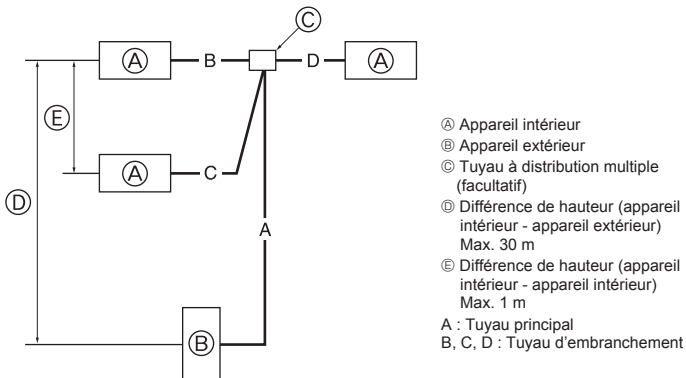 Ⓒ
Ⓐ B D Ⓐ
Ⓔ
Ⓐ C
Ⓓ
A
Ⓑ
Ⓐ Appareil intérieur
Ⓑ Appareil extérieur
Ⓒ Tuyau à distribution multiple
(facultatif)
Ⓓ Différence de hauteur (appareil
intérieur - appareil extérieur)
Max. 30 m
Ⓔ Différence de hauteur (appareil
intérieur - appareil intérieur)
Max. 1 m
A : Tuyau principal
B, C, D : Tuyau d’embranchement